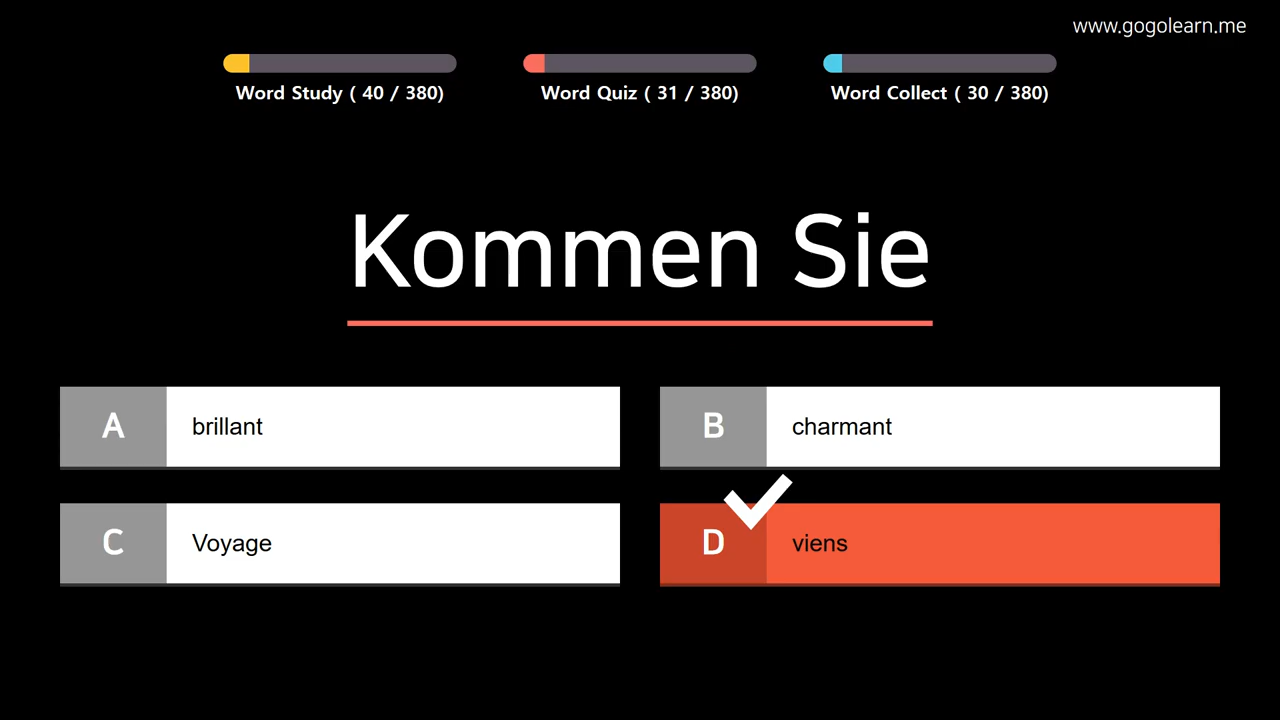 www.gogolearn.me
Word Study ( 40 / 380)
Word Quiz ( 31 / 380)
Word Collect ( 30 / 380)
Kommen Sie
A brillant
B charmant
C Voyage
D viens